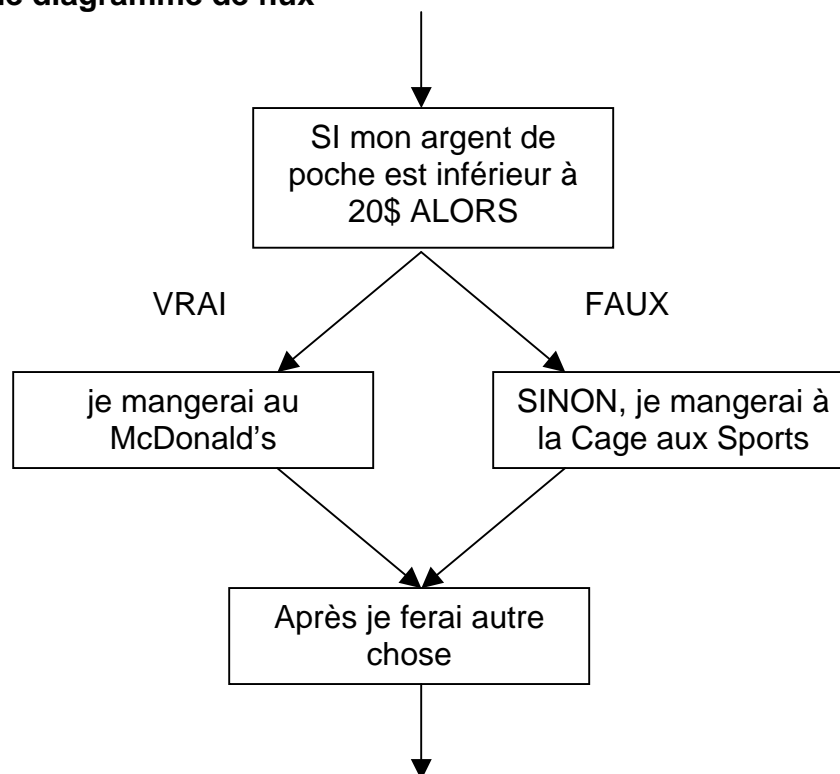 diagramme de flux
SI mon argent de
poche est inférieur à
20$ ALORS
VRAI
FAUX
je mangerai au
McDonald's
SINON, je mangerai à
la Cage aux Sports
Après je ferai autre
chose